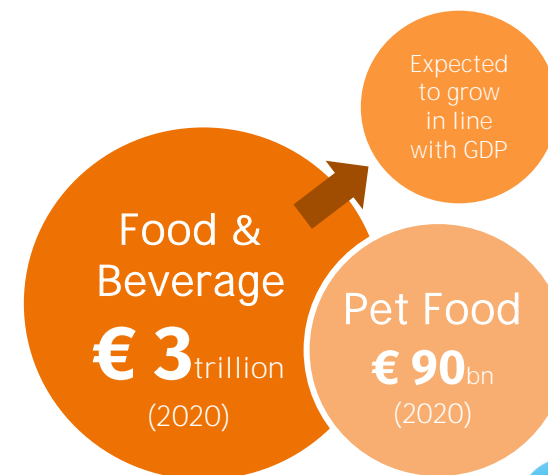 Expected
to grow
in line
with GDP
Food &
Beverage
€ 3trillion
(2020)
Pet Food
€ 90bn
(2020)